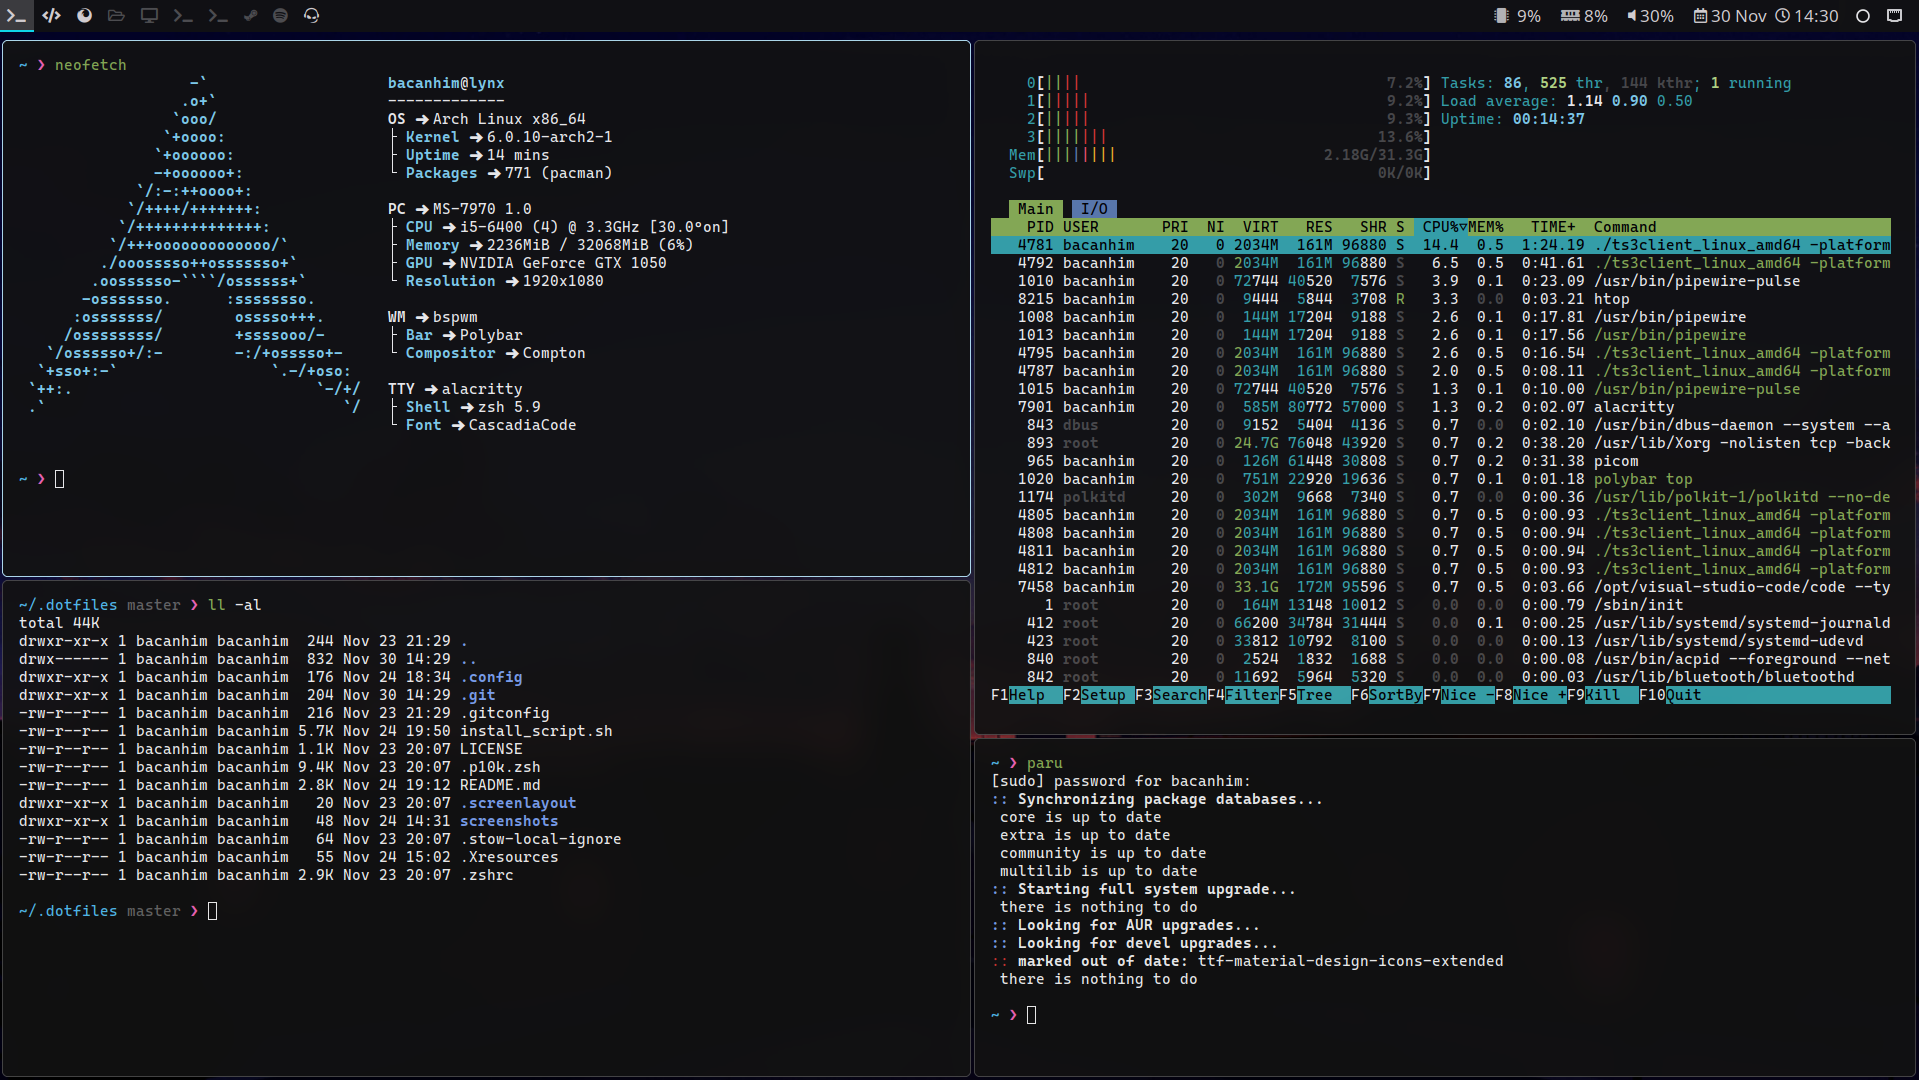 9% 8% 30% 30 Nov 14:30
~ ❯ neofetch
-`
.o+`
`ooo/
`+oooo:
`+oooooo:
-+oooooo+:
`/:-:++oooo+:
`/++++/+++++++:
`/++++++++++++++:
`/+++ooooooooooooo/`
./ooosssso++osssssso+`
.oossssso-````/ossssss+`
-osssssso. :ssssssso.
:osssssss/ osssso+++.
/ossssssss/ +ssssooo/-
`/ossssso+/:- -:/+osssso+-
`+sso+:-` `.-/+oso:
`++:. `-/+/
.` `/
bacanhim@lynx
-------------
OS ➜ Arch Linux x86_64
├ Kernel ➜ 6.0.10-arch2-1
├ Uptime ➜ 14 mins
└ Packages ➜ 771 (pacman)
PC ➜ MS-7970 1.0
├ CPU ➜ i5-6400 (4) @ 3.3GHz [30.0°on]
├ Memory ➜ 2236MiB / 32068MiB (6%)
├ GPU ➜ NVIDIA GeForce GTX 1050
└ Resolution ➜ 1920x1080
WM ➜ bspwm
├ Bar ➜ Polybar
└ Compositor ➜ Compton
TTY ➜ alacritty
├ Shell ➜ zsh 5.9
└ Font ➜ CascadiaCode
~ ❯
~/.dotfiles master ❯ ll -al
total 44K
drwxr-xr-x 1 bacanhim bacanhim 244 Nov 23 21:29 .
drwx------ 1 bacanhim bacanhim 832 Nov 30 14:29 ..
drwxr-xr-x 1 bacanhim bacanhim 176 Nov 24 18:34 .config
drwxr-xr-x 1 bacanhim bacanhim 204 Nov 30 14:29 .git
-rw-r--r-- 1 bacanhim bacanhim 216 Nov 23 21:29 .gitconfig
-rw-r--r-- 1 bacanhim bacanhim 5.7K Nov 24 19:50 install_script.sh
-rw-r--r-- 1 bacanhim bacanhim 1.1K Nov 23 20:07 LICENSE
-rw-r--r-- 1 bacanhim bacanhim 9.4K Nov 23 20:07 .p10k.zsh
-rw-r--r-- 1 bacanhim bacanhim 2.8K Nov 24 19:12 README.md
drwxr-xr-x 1 bacanhim bacanhim 20 Nov 23 20:07 .screenlayout
drwxr-xr-x 1 bacanhim bacanhim 48 Nov 24 14:31 screenshots
-rw-r--r-- 1 bacanhim bacanhim 64 Nov 23 20:07 .stow-local-ignore
-rw-r--r-- 1 bacanhim bacanhim 55 Nov 24 15:02 .Xresources
-rw-r--r-- 1 bacanhim bacanhim 2.9K Nov 23 20:07 .zshrc
~/.dotfiles master ❯
0[|||| 7.2%] Tasks: 86, 525 thr, 144 kthr; 1 running
1[||||| 9.2%] Load average: 1.14 0.90 0.50
2[||||| 9.3%] Uptime: 00:14:37
3[||||||| 13.6%]
Mem[|||||||| 2.18G/31.3G]
Swp[ 0K/0K]
Main I/O
PID USER PRI NI VIRT RES SHR S CPU%▽MEM% TIME+ Command
4781 bacanhim 20 0 2034M 161M 96880 S 14.4 0.5 1:24.19 ./ts3client_linux_amd64 -platform
4792 bacanhim 20 0 2034M 161M 96880 S 6.5 0.5 0:41.61 ./ts3client_linux_amd64 -platform
1010 bacanhim 20 0 72744 40520 7576 S 3.9 0.1 0:23.09 /usr/bin/pipewire-pulse
8215 bacanhim 20 0 9444 5844 3708 R 3.3 0.0 0:03.21 htop
1008 bacanhim 20 0 144M 17204 9188 S 2.6 0.1 0:17.81 /usr/bin/pipewire
1013 bacanhim 20 0 144M 17204 9188 S 2.6 0.1 0:17.56 /usr/bin/pipewire
4795 bacanhim 20 0 2034M 161M 96880 S 2.6 0.5 0:16.54 ./ts3client_linux_amd64 -platform
4787 bacanhim 20 0 2034M 161M 96880 S 2.0 0.5 0:08.11 ./ts3client_linux_amd64 -platform
1015 bacanhim 20 0 72744 40520 7576 S 1.3 0.1 0:10.00 /usr/bin/pipewire-pulse
7901 bacanhim 20 0 585M 80772 57000 S 1.3 0.2 0:02.07 alacritty
843 dbus 20 0 9152 5404 4136 S 0.7 0.0 0:02.10 /usr/bin/dbus-daemon --system --a
893 root 20 0 24.7G 76048 43920 S 0.7 0.2 0:38.20 /usr/lib/Xorg -nolisten tcp -back
965 bacanhim 20 0 126M 61448 30808 S 0.7 0.2 0:31.38 picom
1020 bacanhim 20 0 751M 22920 19636 S 0.7 0.1 0:01.18 polybar top
1174 polkitd 20 0 302M 9668 7340 S 0.7 0.0 0:00.36 /usr/lib/polkit-1/polkitd --no-de
4805 bacanhim 20 0 2034M 161M 96880 S 0.7 0.5 0:00.93 ./ts3client_linux_amd64 -platform
4808 bacanhim 20 0 2034M 161M 96880 S 0.7 0.5 0:00.94 ./ts3client_linux_amd64 -platform
4811 bacanhim 20 0 2034M 161M 96880 S 0.7 0.5 0:00.94 ./ts3client_linux_amd64 -platform
4812 bacanhim 20 0 2034M 161M 96880 S 0.7 0.5 0:00.93 ./ts3client_linux_amd64 -platform
7458 bacanhim 20 0 33.1G 172M 95596 S 0.7 0.5 0:03.66 /opt/visual-studio-code/code --ty
1 root 20 0 164M 13148 10012 S 0.0 0.0 0:00.79 /sbin/init
412 root 20 0 66200 34784 31444 S 0.0 0.1 0:00.25 /usr/lib/systemd/systemd-journald
423 root 20 0 33812 10792 8100 S 0.0 0.0 0:00.13 /usr/lib/systemd/systemd-udevd
840 root 20 0 2524 1832 1688 S 0.0 0.0 0:00.08 /usr/bin/acpid --foreground --net
842 root 20 0 11692 5964 5320 S 0.0 0.0 0:00.03 /usr/lib/bluetooth/bluetoothd
F1Help F2Setup F3SearchF4FilterF5Tree F6SortByF7Nice -F8Nice +F9Kill F10Quit
~ ❯ paru
[sudo] password for bacanhim:
:: Synchronizing package databases...
core is up to date
extra is up to date
community is up to date
multilib is up to date
:: Starting full system upgrade...
there is nothing to do
:: Looking for AUR upgrades...
:: Looking for devel upgrades...
:: marked out of date: ttf-material-design-icons-extended
there is nothing to do
~ ❯